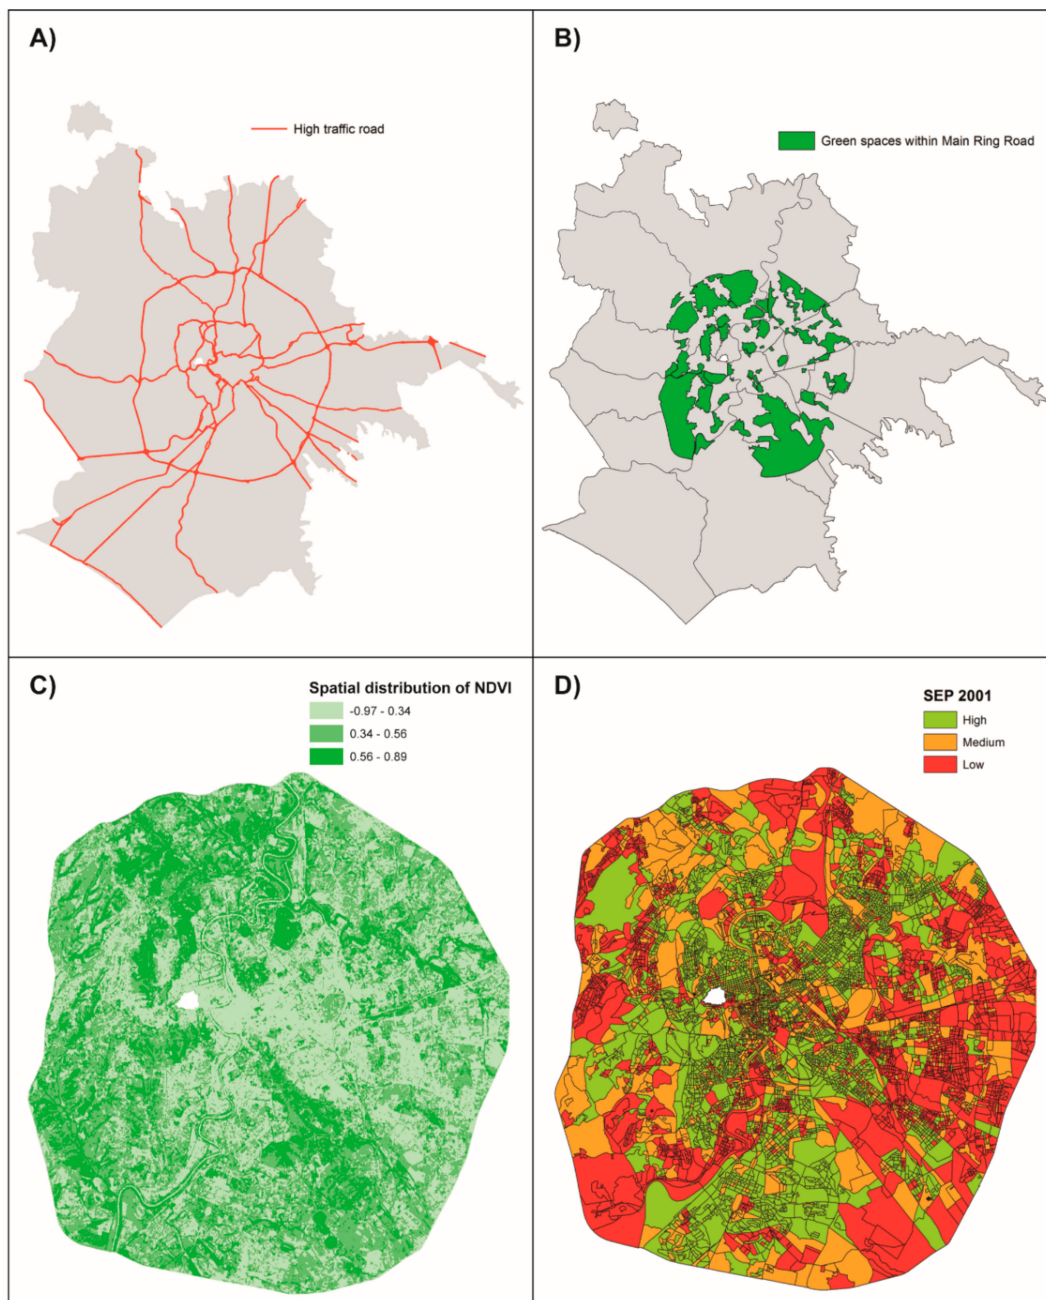 A)
High traffic road
B)
Green spaces within Main Ring Road
C)
Spatial distribution of NDVI
-0.97 - 0.34
0.34 - 0.56
0.56 - 0.89
D)
SEP 2001
High
Medium
Low